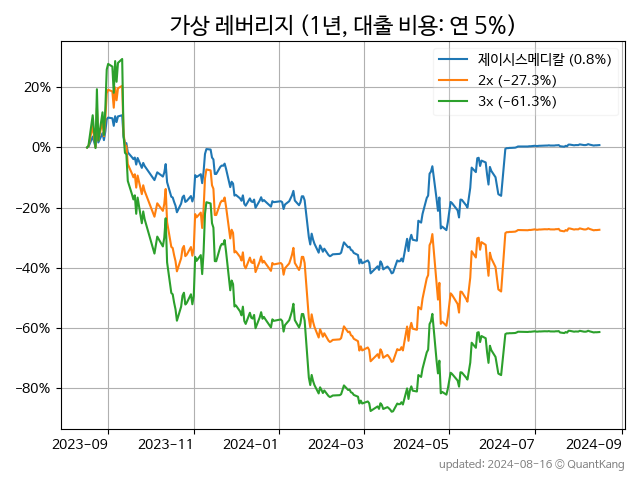 가상 레버리지 (1년, 대출 비용: 연 5%)
제이시스메디칼 (0.8%)
2x (−27.3%)
3x (−61.3%)
20%
0%
−20%
−40%
−60%
−80%
2023-09 2023-11 2024-01 2024-03 2024-05 2024-07 2024-09
updated: 2024-08-16 © QuantKang